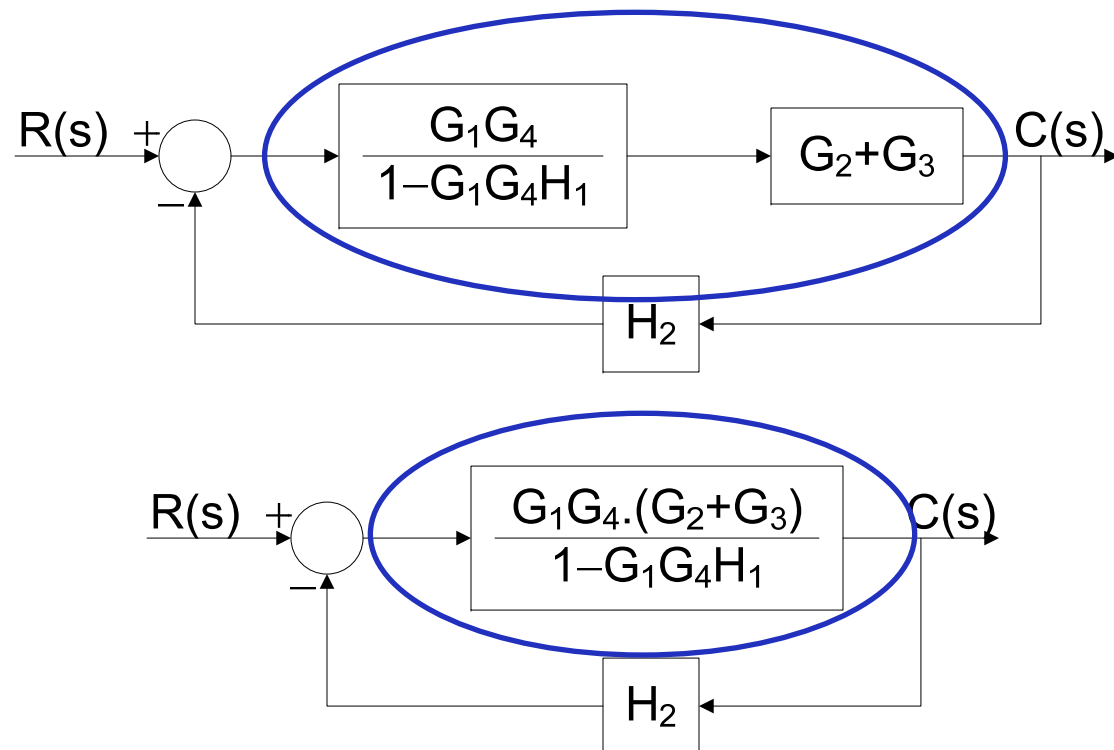 R(s) + G₁G₄ C(s)
1–G₁G₄H₁ G₂+G₃
–
H₂
R(s) + G₁G₄.(G₂+G₃) C(s)
1–G₁G₄H₁
–
H₂